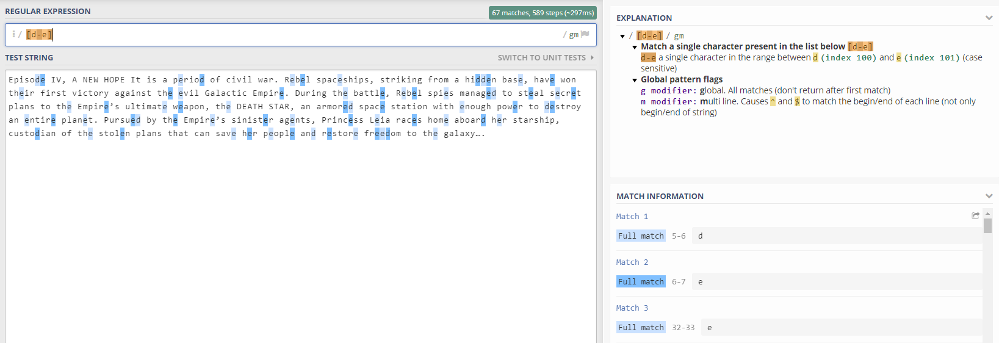 REGULAR EXPRESSION
67 matches, 589 steps (~297ms)
/ [d-e] / gm
TEST STRING
SWITCH TO UNIT TESTS
Episode IV, A NEW HOPE It is a period of civil war. Rebel spaceships, striking from a hidden base, have won
their first victory against the evil Galactic Empire. During the battle, Rebel spies managed to steal secret
plans to the Empire’s ultimate weapon, the DEATH STAR, an armored space station with enough power to destroy
an entire planet. Pursued by the Empire’s sinister agents, Princess Leia races home aboard her starship,
custodian of the stolen plans that can save her people and restore freedom to the galaxy….
EXPLANATION
/ [d-e] / gm
Match a single character present in the list below [d-e]
d-e a single character in the range between d (index 100) and e (index 101) (case
sensitive)
Global pattern flags
g modifier: global. All matches (don't return after first match)
m modifier: multi line. Causes ^ and $ to match the begin/end of each line (not only
begin/end of string)
MATCH INFORMATION
Match 1
Full match 5-6 d
Match 2
Full match 6-7 e
Match 3
Full match 32-33 e